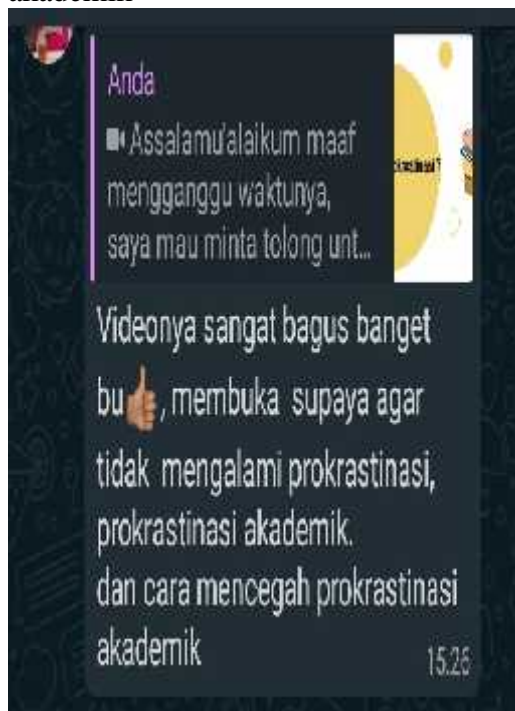 Anda
Assalamu'alaikum maaf
mengganggu waktunya,
saya mau minta tolong unt...
Videonya sangat bagus banget
bu👍🏽, membuka supaya agar
tidak mengalami prokrastinasi,
prokrastinasi akademik.
dan cara mencegah prokrastinasi
akademik
15.26